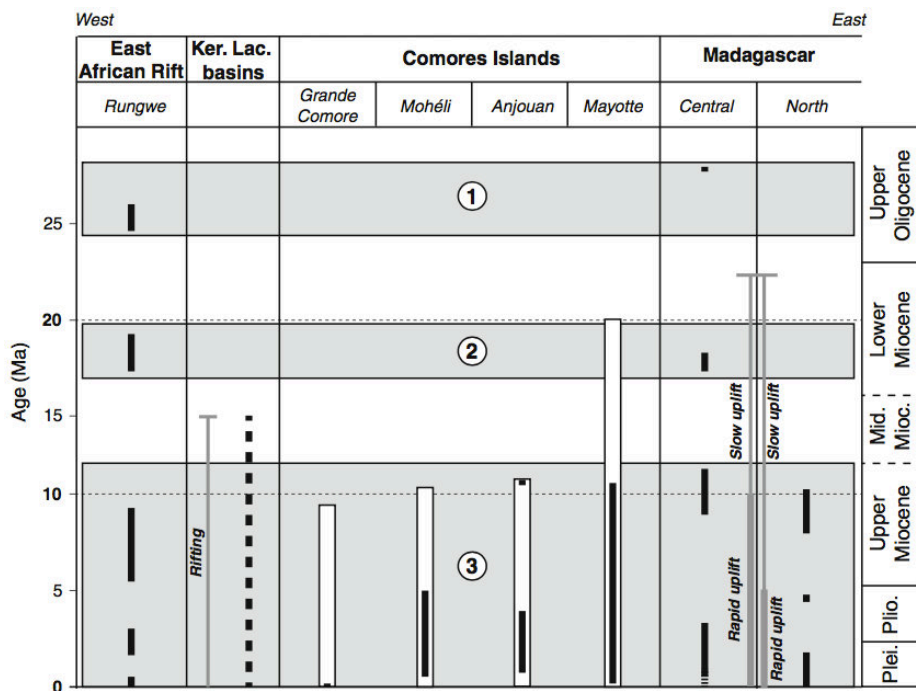 West
East
East
African Rift
Ker. Lac.
basins
Comores Islands
Madagascar
Rungwe
Grande
Comore
Mohéli
Anjouan
Mayotte
Central
North
1
25
Upper
Oligocene
20
2
Lower
Miocene
Age (Ma)
15
Slow uplift
Slow uplift
Mid.
Mioc.
10
Upper
Miocene
Rifting
3
Rapid uplift
Rapid uplift
5
Plio.
Plei.
0